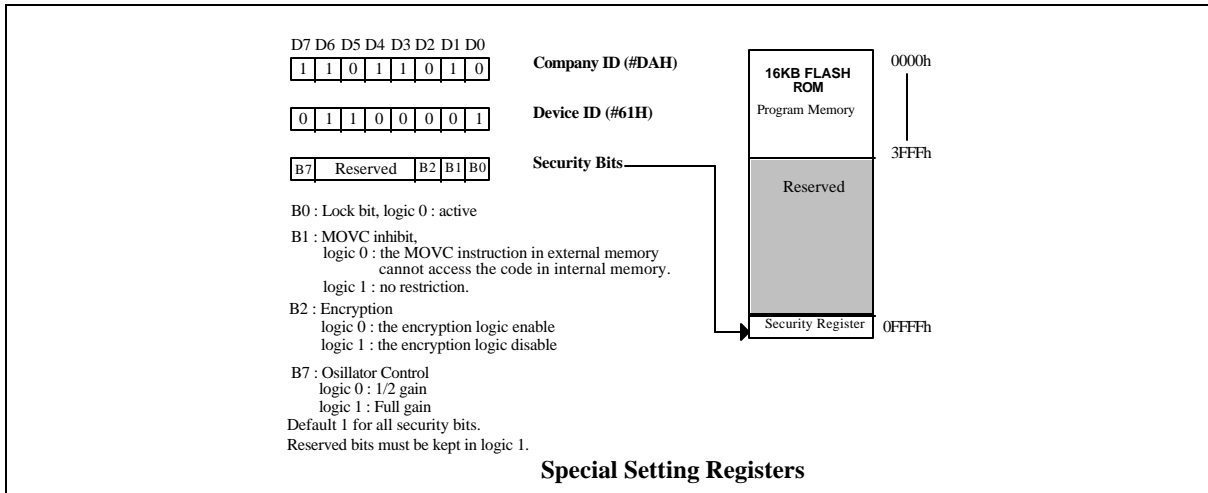 D7 D6 D5 D4 D3 D2 D1 D0
1 1 0 1 1 0 1 0
Company ID (#DAH)
0 1 1 0 0 0 0 1
Device ID (#61H)
B7 Reserved B2 B1 B0
Security Bits
B0 : Lock bit, logic 0 : active
B1 : MOVC inhibit,
logic 0 : the MOVC instruction in external memory
cannot access the code in internal memory.
logic 1 : no restriction.
B2 : Encryption
logic 0 : the encryption logic enable
logic 1 : the encryption logic disable
B7 : Osillator Control
logic 0 : 1/2 gain
logic 1 : Full gain
Default 1 for all security bits.
Reserved bits must be kept in logic 1.
16KB FLASH
ROM
Program Memory
0000h
3FFFh
Reserved
Security Register
0FFFFh
Special Setting Registers